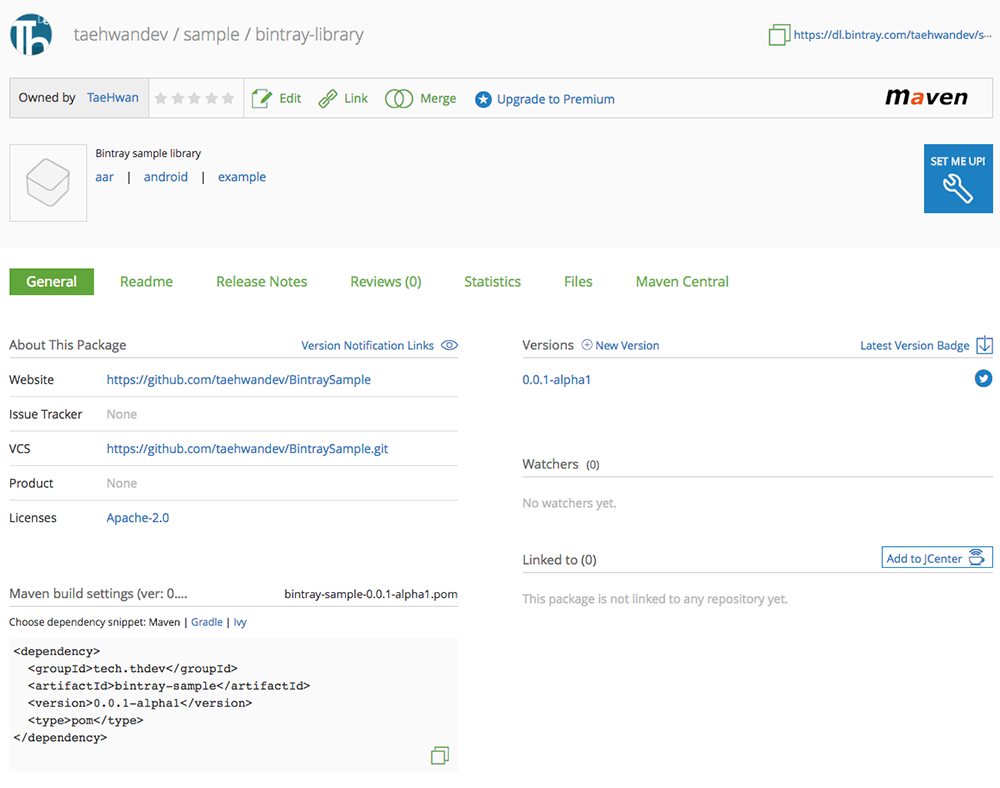 taehwandev / sample / bintray-library
https://dl.bintray.com/taehwandev/s···
Owned by TaeHwan Edit Link Merge Upgrade to Premium maven
Bintray sample library
aar | android | example
SET ME UP!
General Readme Release Notes Reviews (0) Statistics Files Maven Central
About This Package Version Notification Links
Website https://github.com/taehwandev/BintraySample
Issue Tracker None
VCS https://github.com/taehwandev/BintraySample.git
Product None
Licenses Apache-2.0
Maven build settings (ver: 0.... bintray-sample-0.0.1-alpha1.pom
Choose dependency snippet: Maven | Gradle | Ivy
<dependency>
<groupId>tech.thdev</groupId>
<artifactId>bintray-sample</artifactId>
<version>0.0.1-alpha1</version>
<type>pom</type>
</dependency>
Versions New Version Latest Version Badge
0.0.1-alpha1
Watchers (0)
No watchers yet.
Linked to (0) Add to JCenter
This package is not linked to any repository yet.